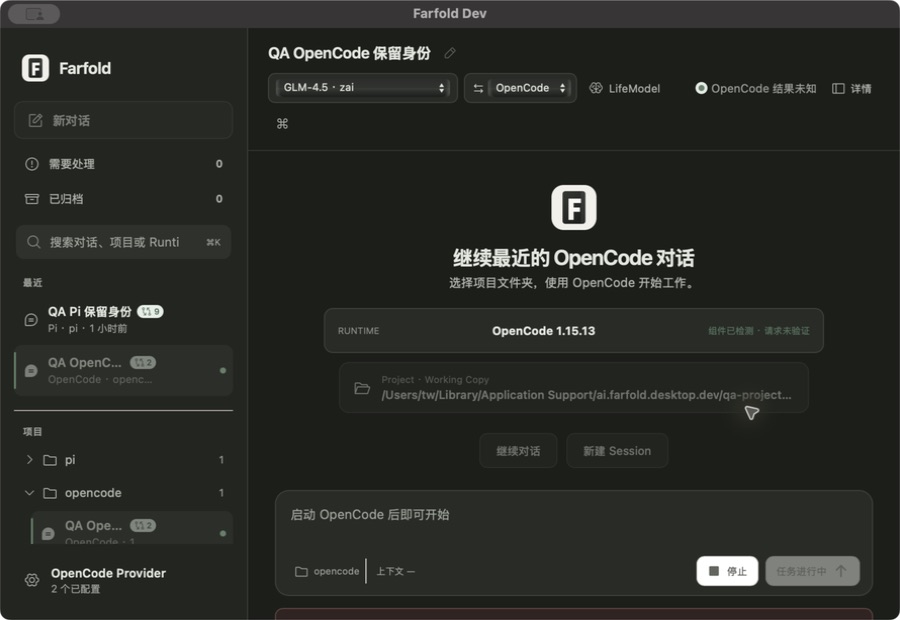 Farfold Dev
Farfold
新对话
需要处理 0
已归档 0
搜索对话、项目或 Runti ⌘K
最近
QA Pi 保留身份 9
Pi · pi · 1 小时前
QA OpenC... 2
OpenCode · openc...
项目
pi 1
opencode 1
QA Ope... 2
OpenCode · 1
OpenCode Provider
2 个已配置
QA OpenCode 保留身份
GLM-4.5 · zai OpenCode LifeModel OpenCode 结果未知 详情
⌘
继续最近的 OpenCode 对话
选择项目文件夹，使用 OpenCode 开始工作。
RUNTIME OpenCode 1.15.13 组件已检测 · 请求未验证
Project · Working Copy
/Users/tw/Library/Application Support/ai.farfold.desktop.dev/qa-project...
继续对话 新建 Session
启动 OpenCode 后即可开始
opencode 上下文 —
停止 任务进行中